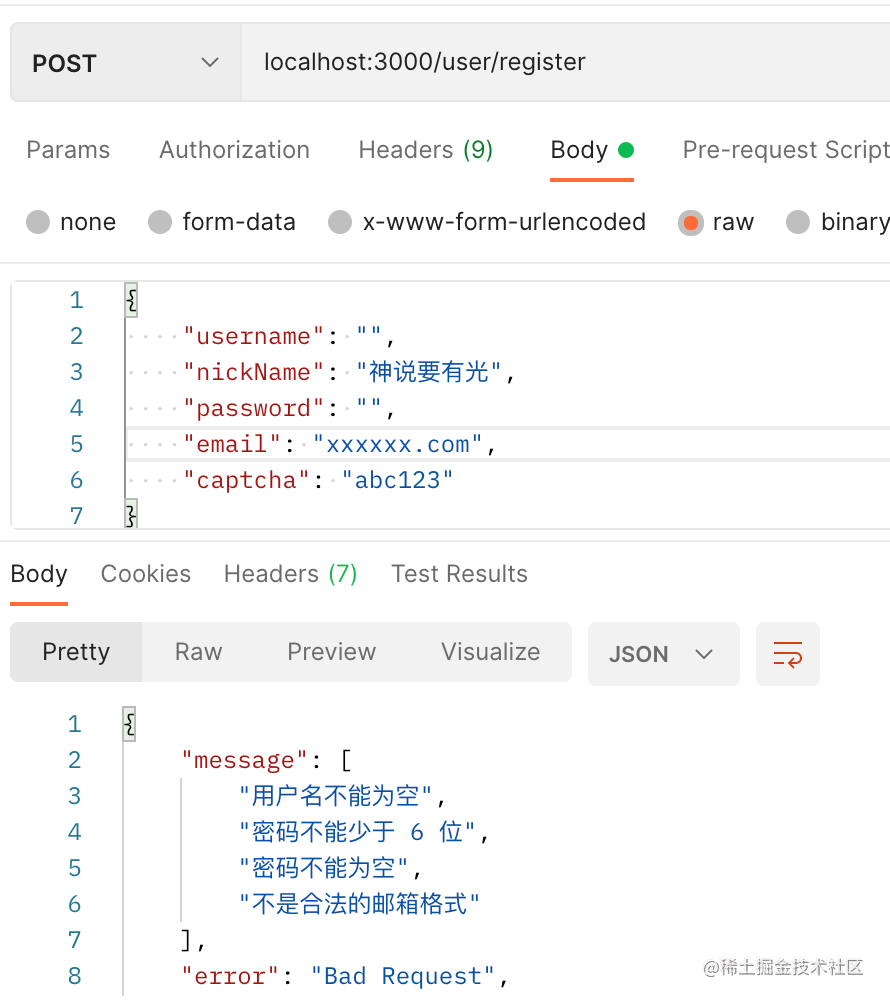 POST localhost:3000/user/register
Params Authorization Headers (9) Body Pre-request Script
none form-data x-www-form-urlencoded raw binary
1 {
2 "username": "",
3 "nickName": "神说要有光",
4 "password": "",
5 "email": "xxxxxx.com",
6 "captcha": "abc123"
7 }
Body Cookies Headers (7) Test Results
Pretty Raw Preview Visualize JSON
1 {
2 "message": [
3 "用户名不能为空",
4 "密码不能少于 6 位",
5 "密码不能为空",
6 "不是合法的邮箱格式"
7 ],
8 "error": "Bad Request",
@稀土掘金技术社区